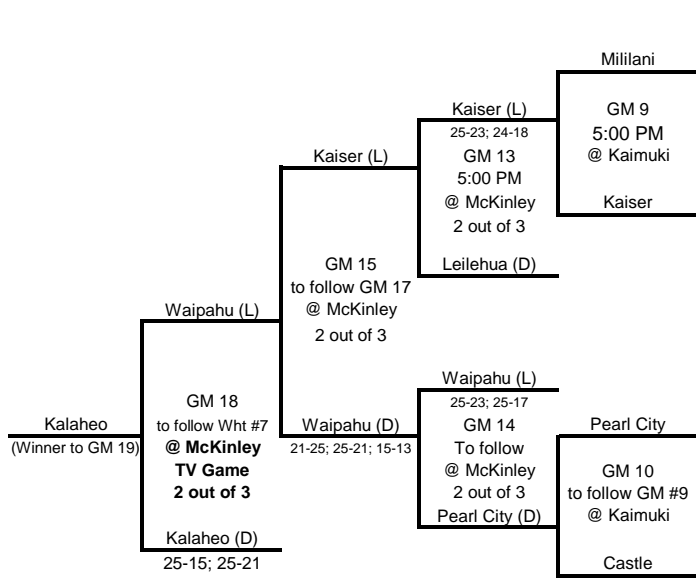 Mililani
GM 9
5:00 PM
@ Kaimuki
Kaiser
Kaiser (L)
25-23; 24-18
GM 13
5:00 PM
@ McKinley
2 out of 3
Leilehua (D)
Kaiser (L)
GM 15
to follow GM 17
@ McKinley
2 out of 3
Waipahu (L)
GM 18
to follow Wht #7
@ McKinley
TV Game
2 out of 3
Kalaheo (D)
25-15; 25-21
Kalaheo
(Winner to GM 19)
Waipahu (D)
21-25; 25-21; 15-13
Waipahu (L)
25-23; 25-17
GM 14
To follow
@ McKinley
2 out of 3
Pearl City (D)
Pearl City
GM 10
to follow GM #9
@ Kaimuki
Castle